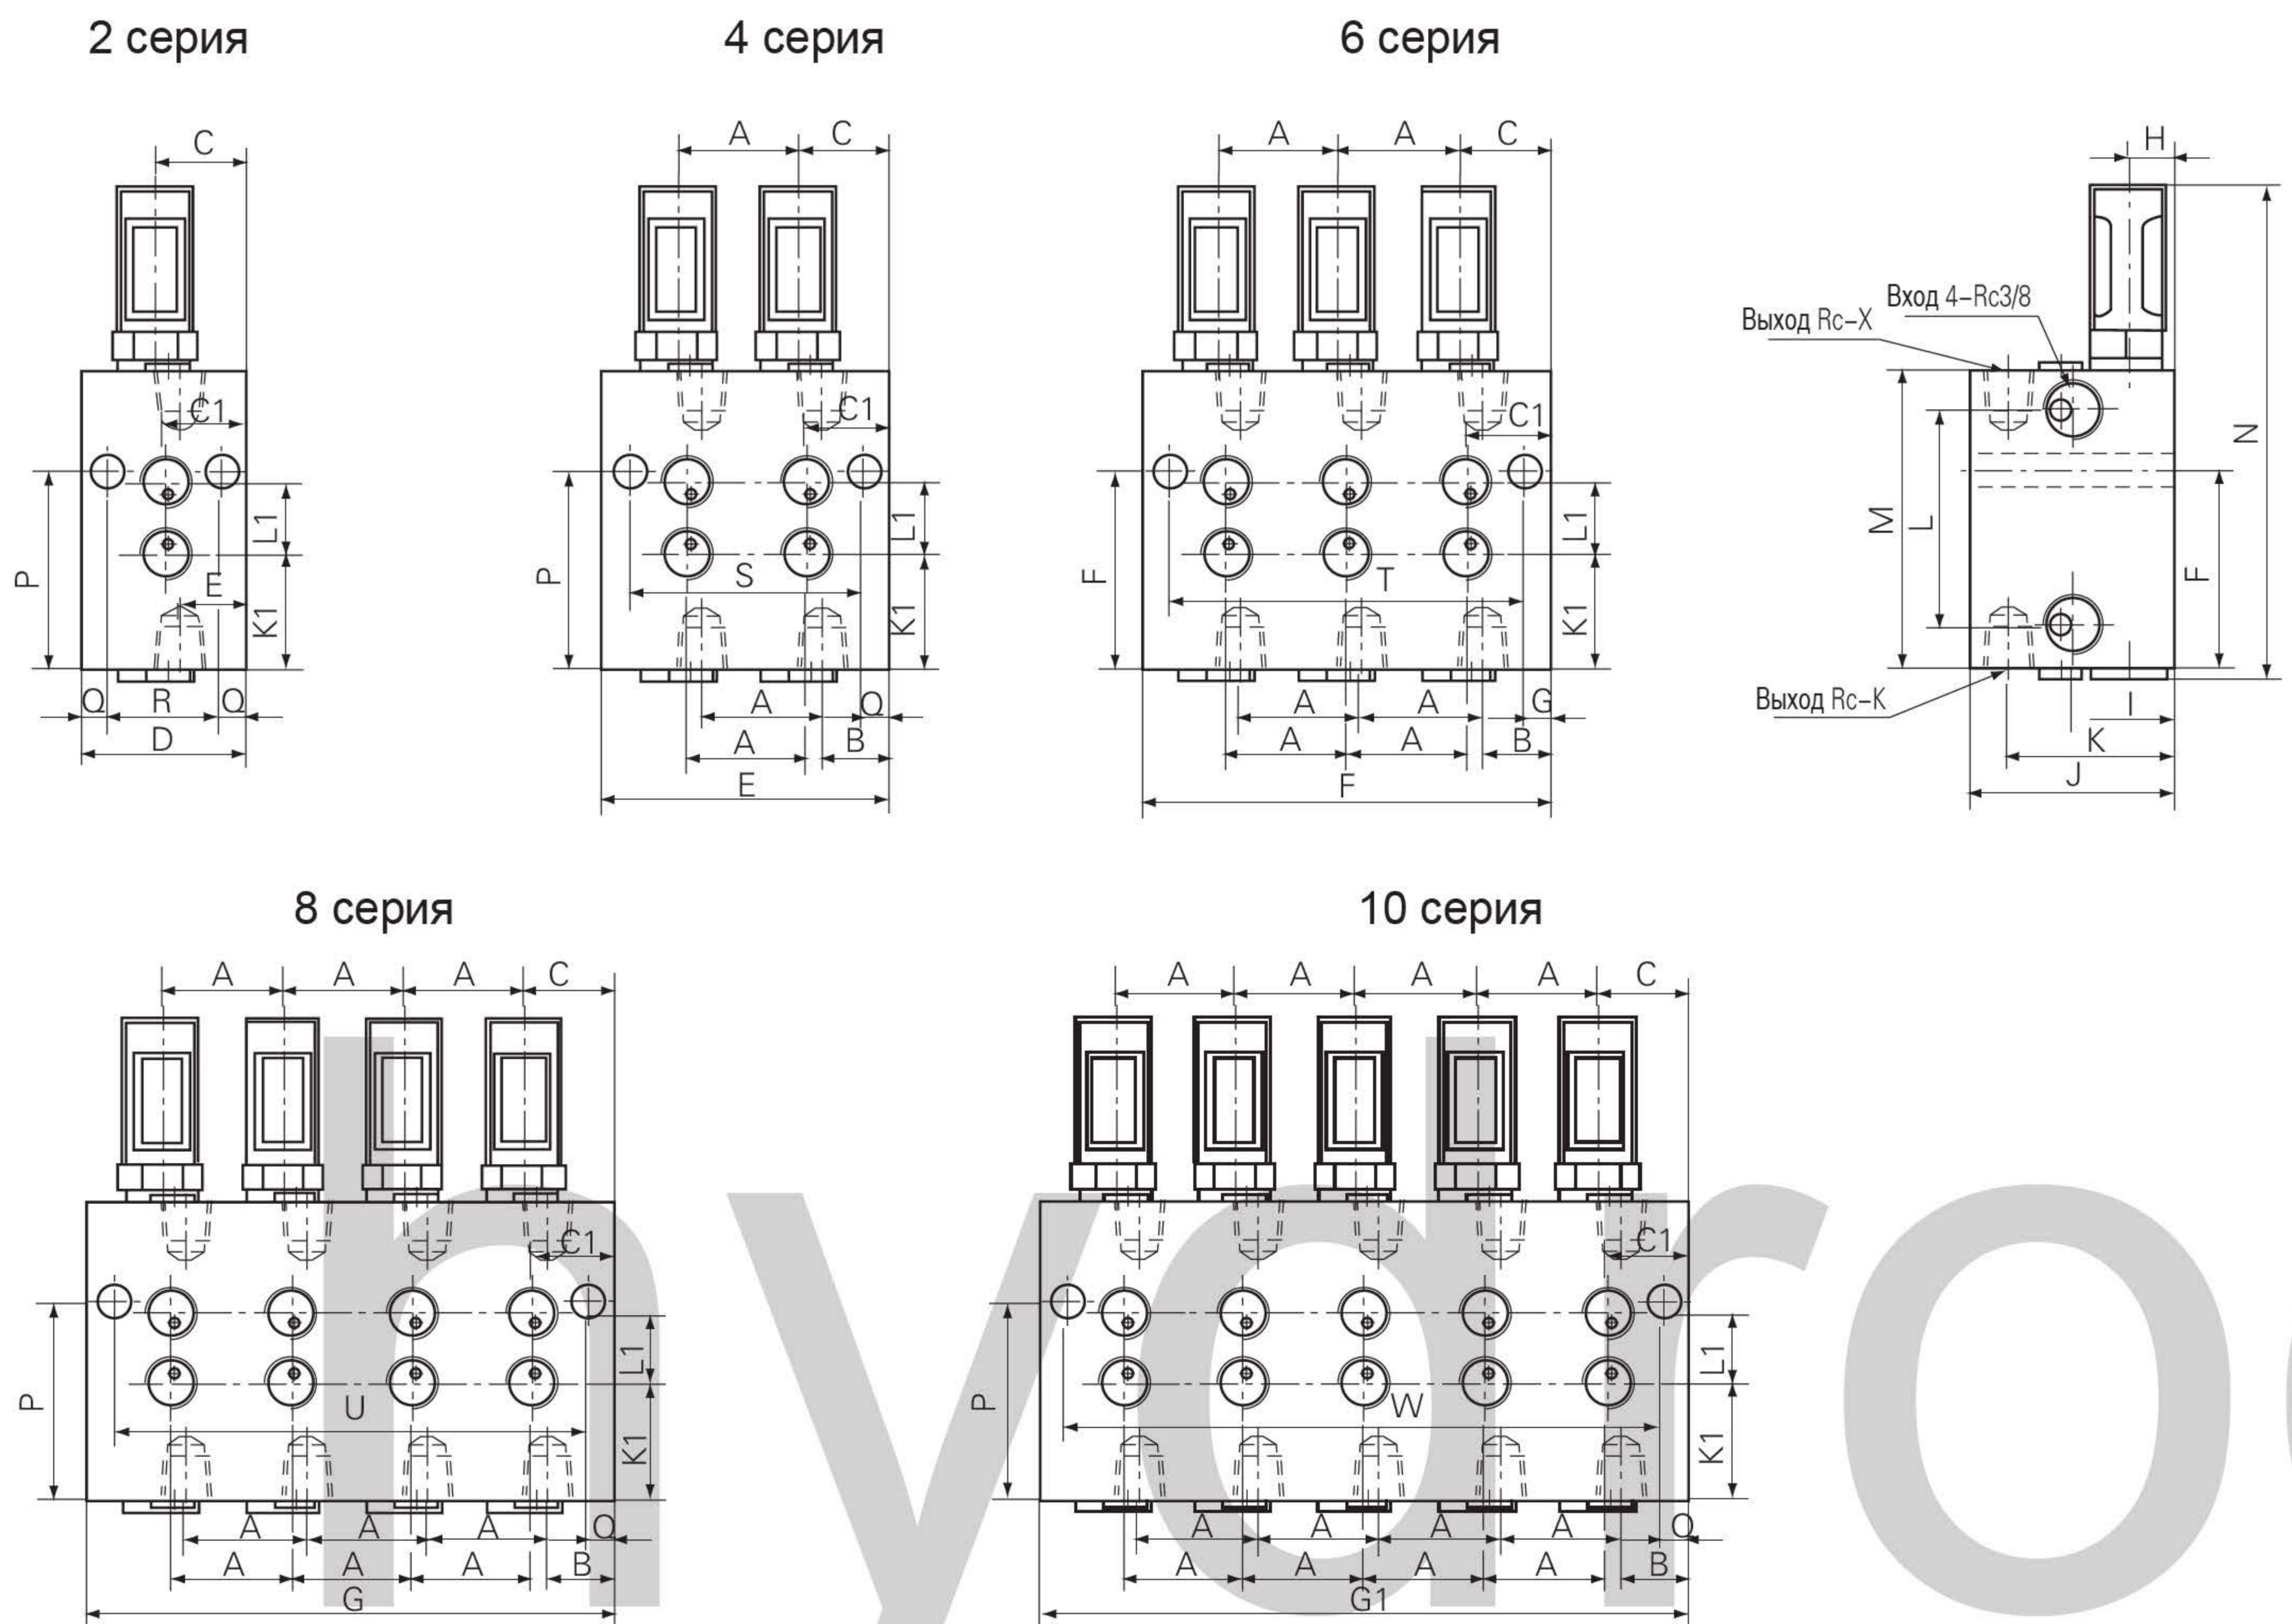 2 серия
4 серия
6 серия
C
C1
L1
E
K1
P
Q R Q
D
A C
C1
L1
S
K1
P
A Q
A B
E
A A C
C1
L1
T
K1
F
A A G
A A B
F
H
Вход 4-Rc3/8
Выход Rc-X
N
M
L
F
Выход Rc-K
I
K
J
8 серия
10 серия
A A A C
C1
L1
U
K1
P
A A A Q
A A A B
G
A A A A C
C1
L1
W
K1
P
A A A A Q
A A A A B
G1
hydroo